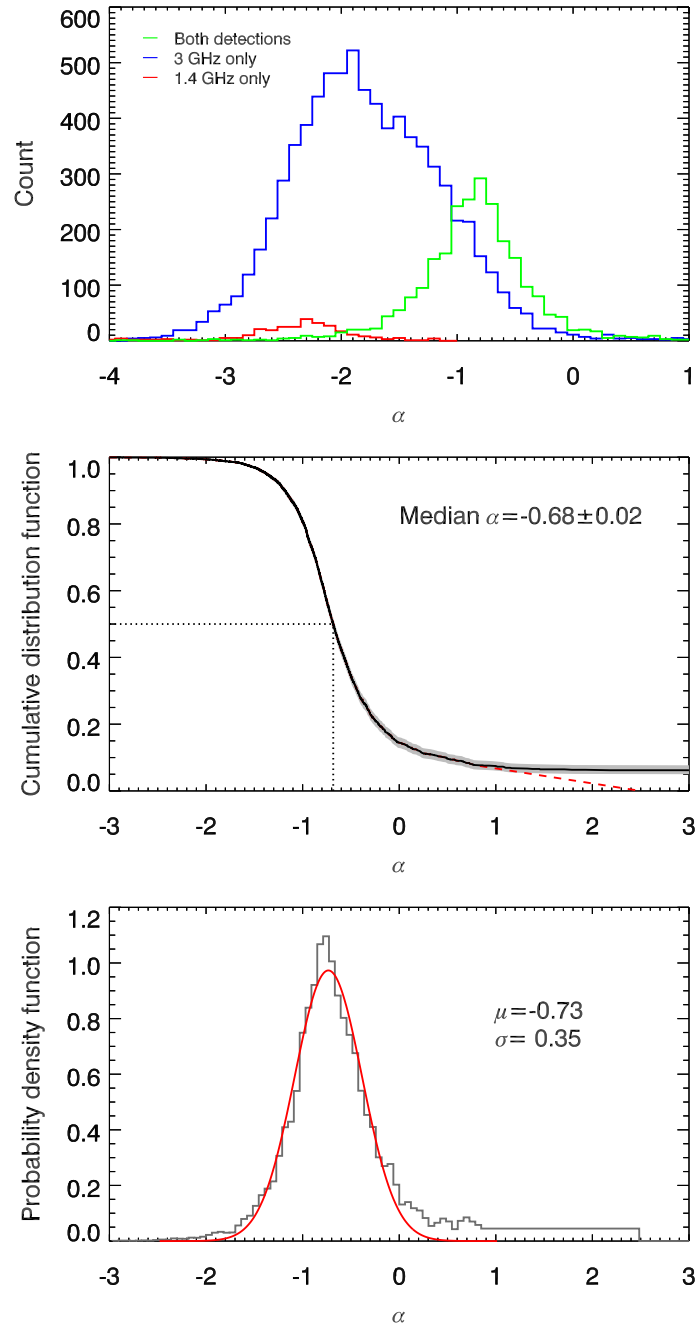 600
500
400
300
200
100
0
Count
Both detections
3 GHz only
1.4 GHz only
-4 -3 -2 -1 0 1
α
1.0
0.8
0.6
0.4
0.2
0.0
Cumulative distribution function
Median α=-0.68±0.02
-3 -2 -1 0 1 2 3
α
1.2
1.0
0.8
0.6
0.4
0.2
0.0
Probability density function
μ=-0.73
σ= 0.35
-3 -2 -1 0 1 2 3
α